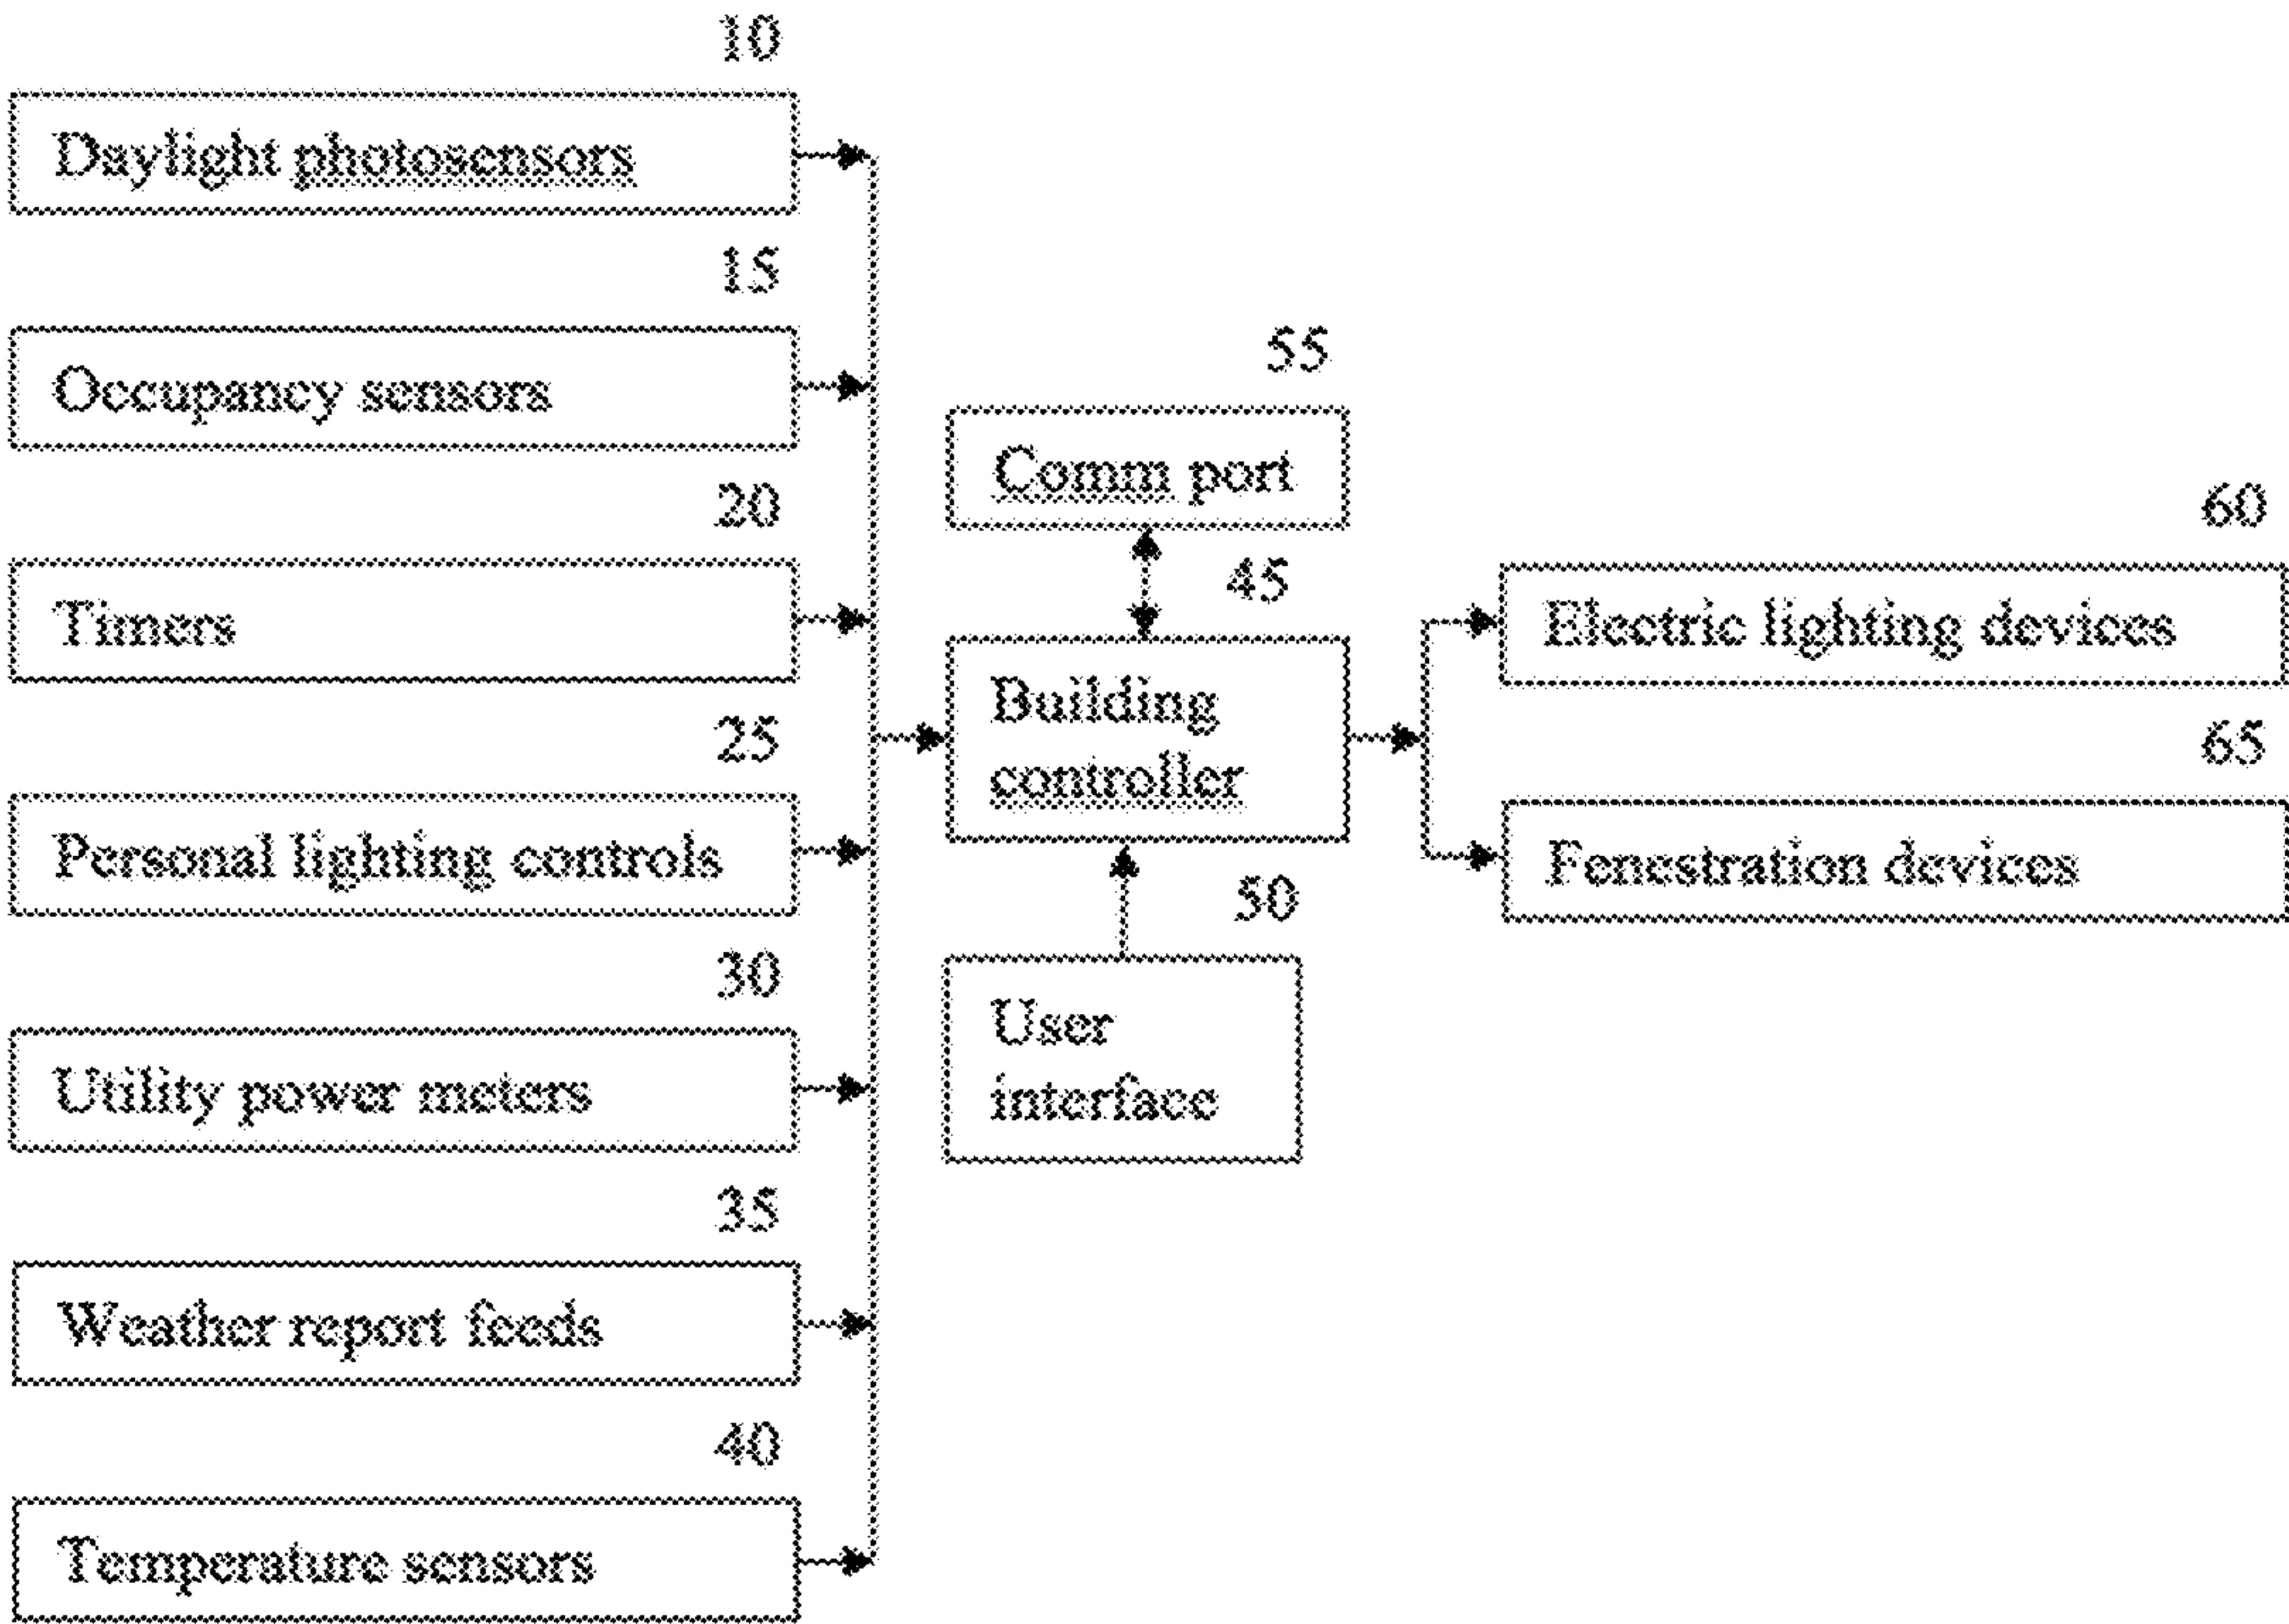 10
Daylight photosensors
15
Occupancy sensors
20
Timers
25
Personal lighting controls
30
Utility power meters
35
Weather report feeds
40
Temperature sensors
55
Comm port
45
Building
controller
50
User
interface
60
Electric lighting devices
65
Fenestration devices